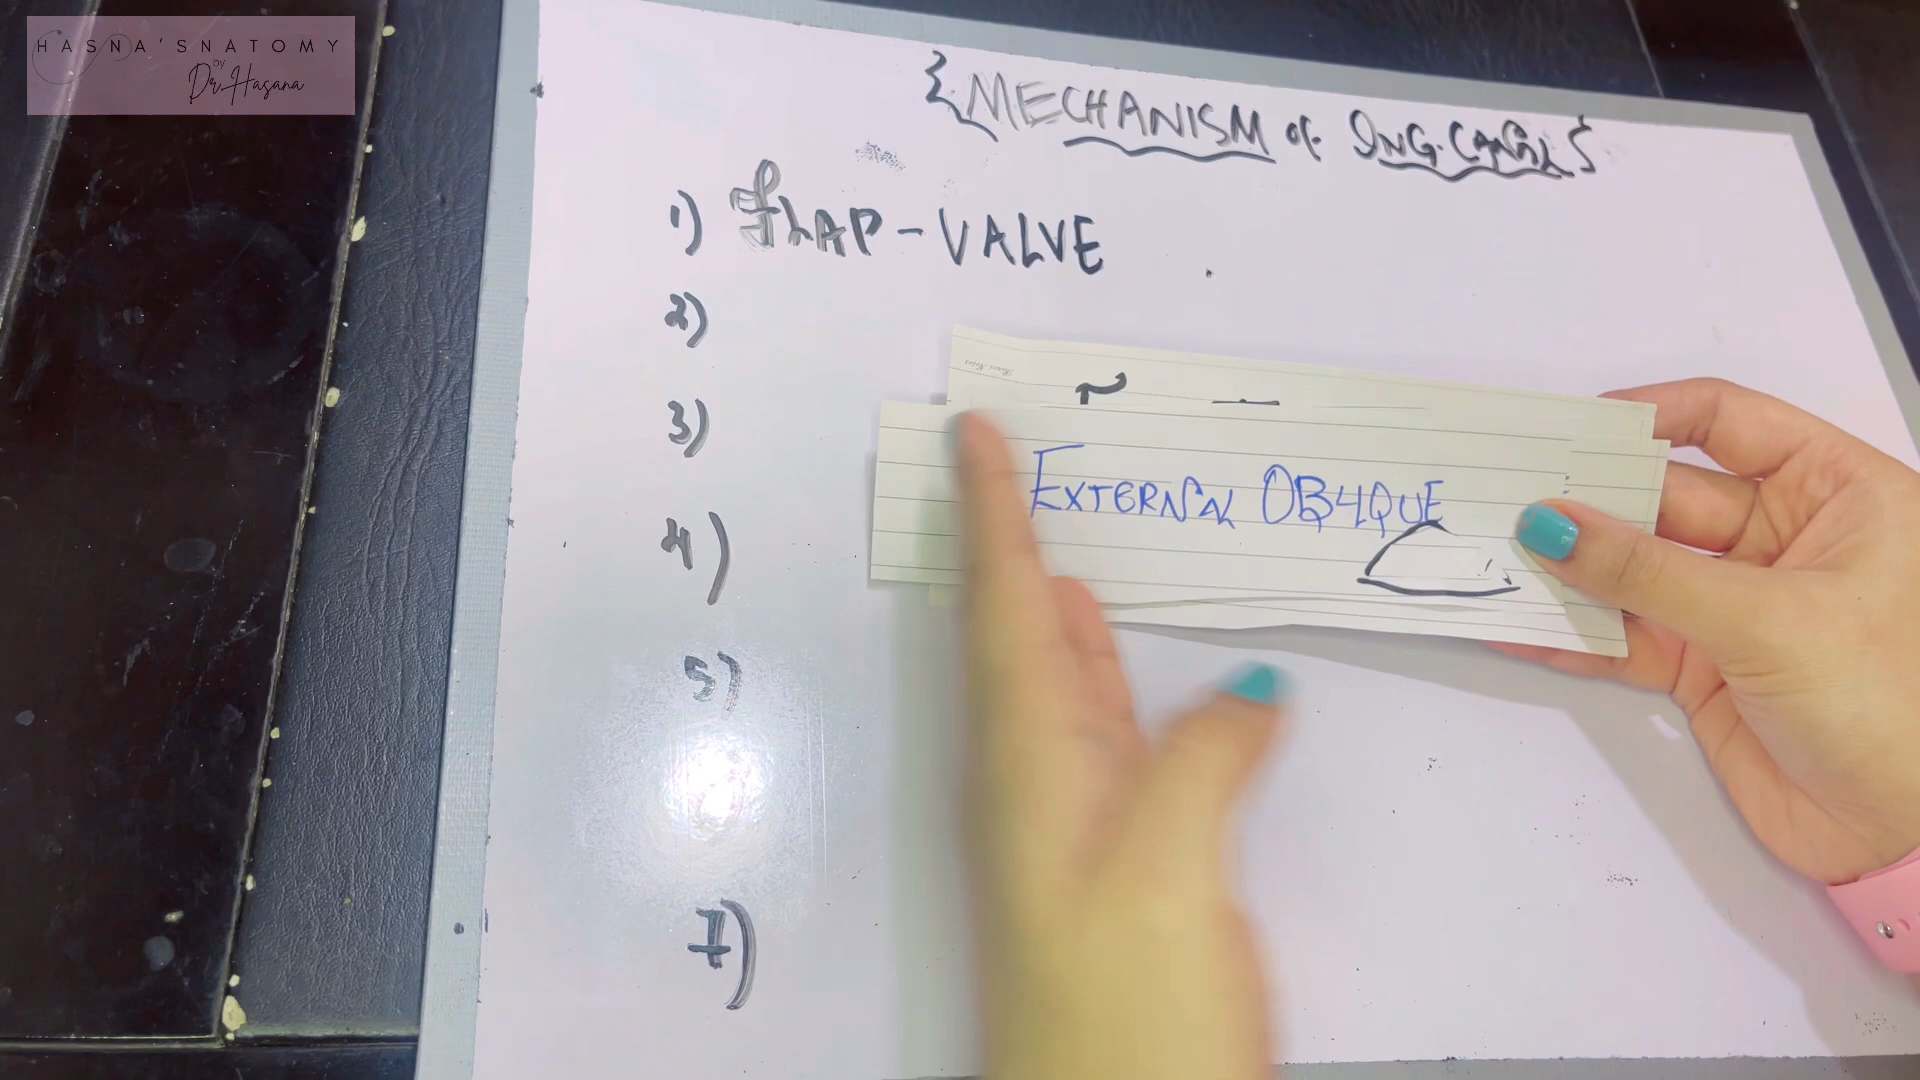 HASNA'SNATOMY
by
Dr. Hasana
MECHANISM of ING. CANAL
1) FLAP-VALVE
2)
3)
4)
5)
7)
EXTERNAL OBLIQUE